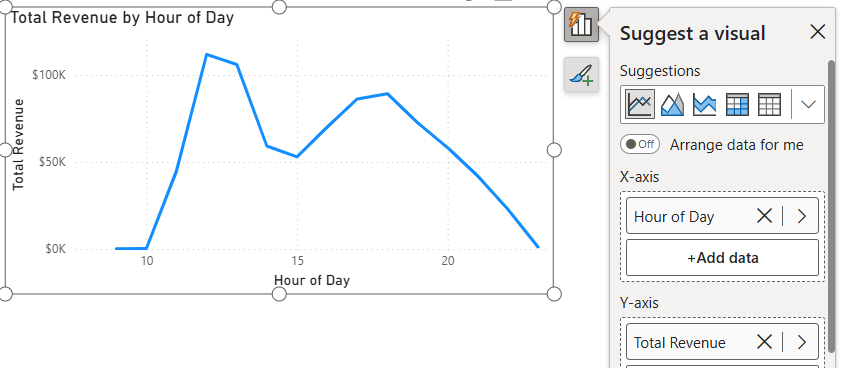 Total Revenue by Hour of Day
$100K
$50K
$0K
Total Revenue
10
15
20
Hour of Day
Suggest a visual
Suggestions
Off
Arrange data for me
X-axis
Hour of Day
+Add data
Y-axis
Total Revenue